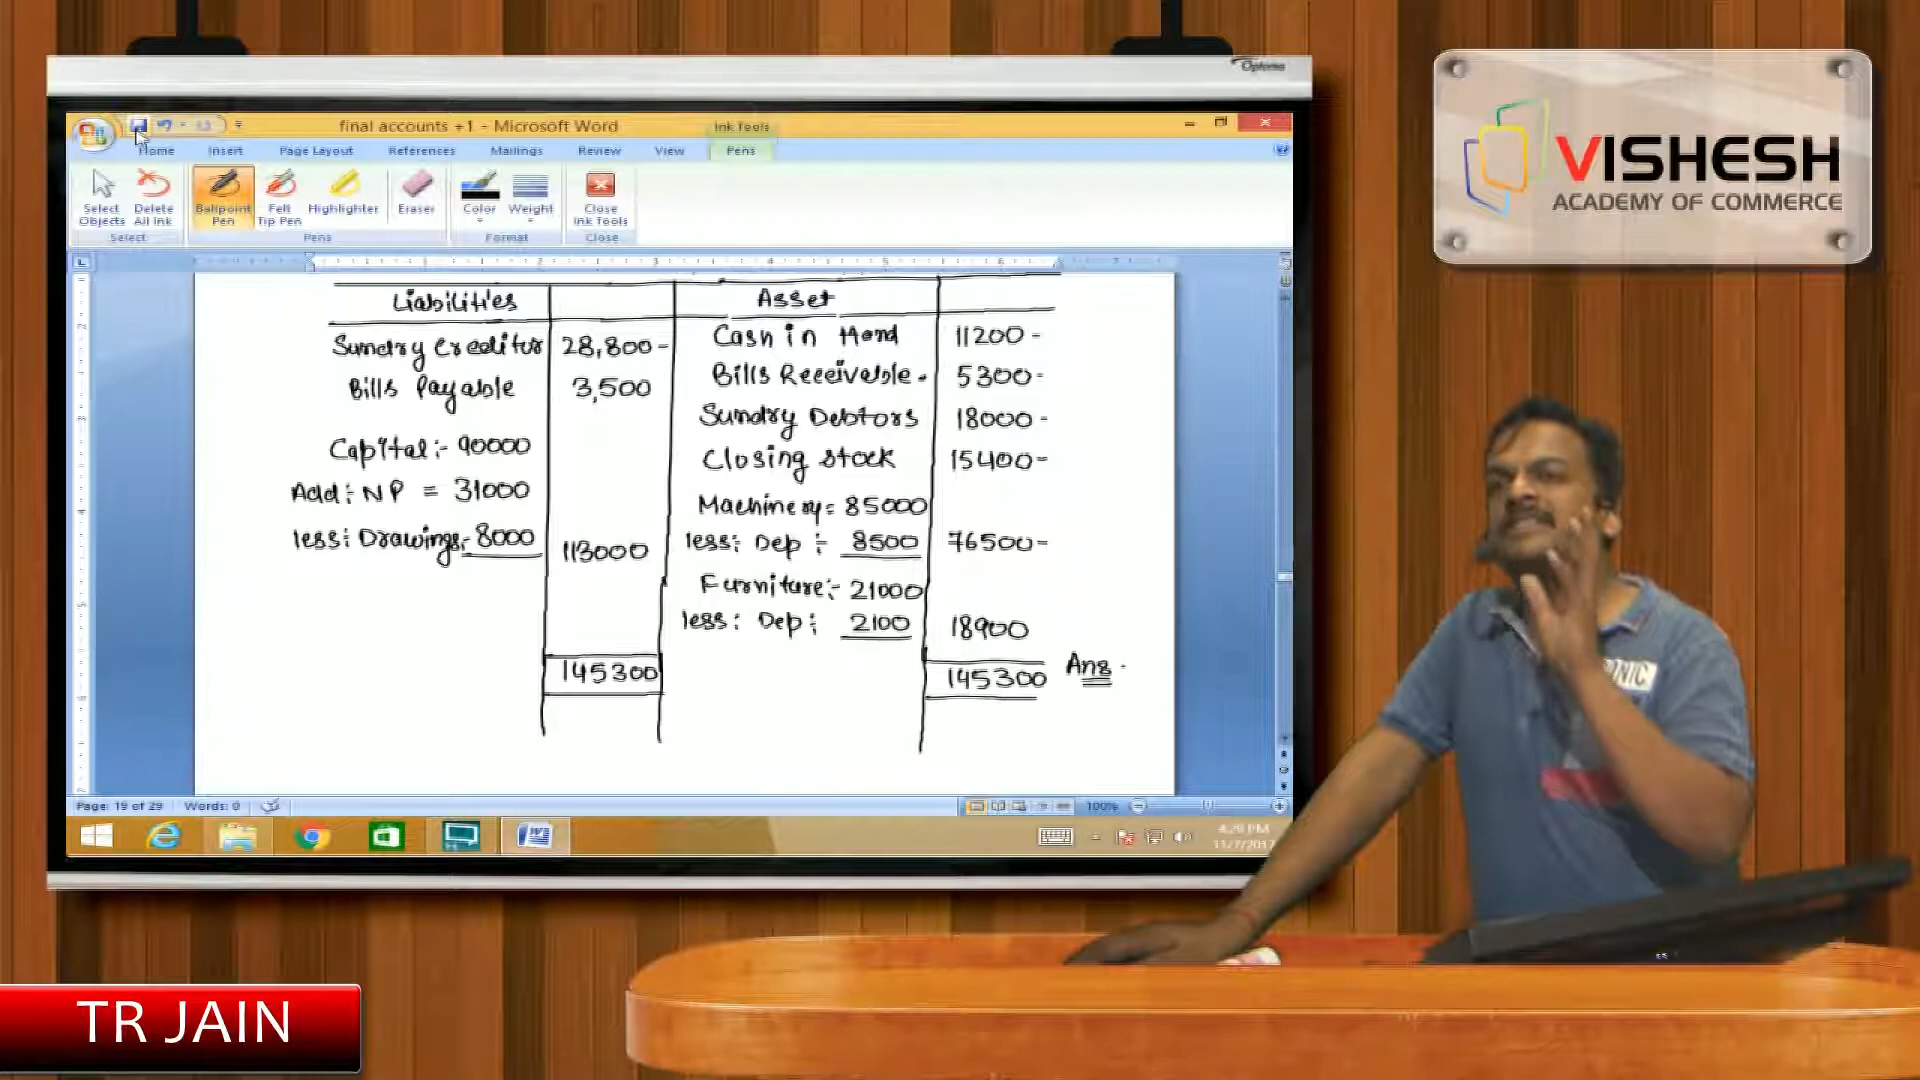 Optoma
final accounts +1 - Microsoft Word
Ink Tools
Home Insert Page Layout References Mailings Review View Pens
Select Objects
Delete All Ink
Ballpoint Pen
Felt Tip Pen
Highlighter
Eraser
Color
Weight
Close Ink Tools
Select Pens Format Close
Liabilities Asset
Sundry Creditor 28,800- Cash in Hand 11200-
Bills Payable 3,500 Bills Receivable. 5300-
Sundry Debtors 18000-
Capital:- 90000 Closing stock 15400-
Add: NP = 31000 Machinery= 85000
less: Drawings:- 8000 113000 less: Dep :- 8500 76500-
Furniture:- 21000
less: Dep: 2100 18900
145300 145300 Ans
Page: 19 of 29 Words: 0 100%
4:29 PM
VISHESH
ACADEMY OF COMMERCE
TR JAIN